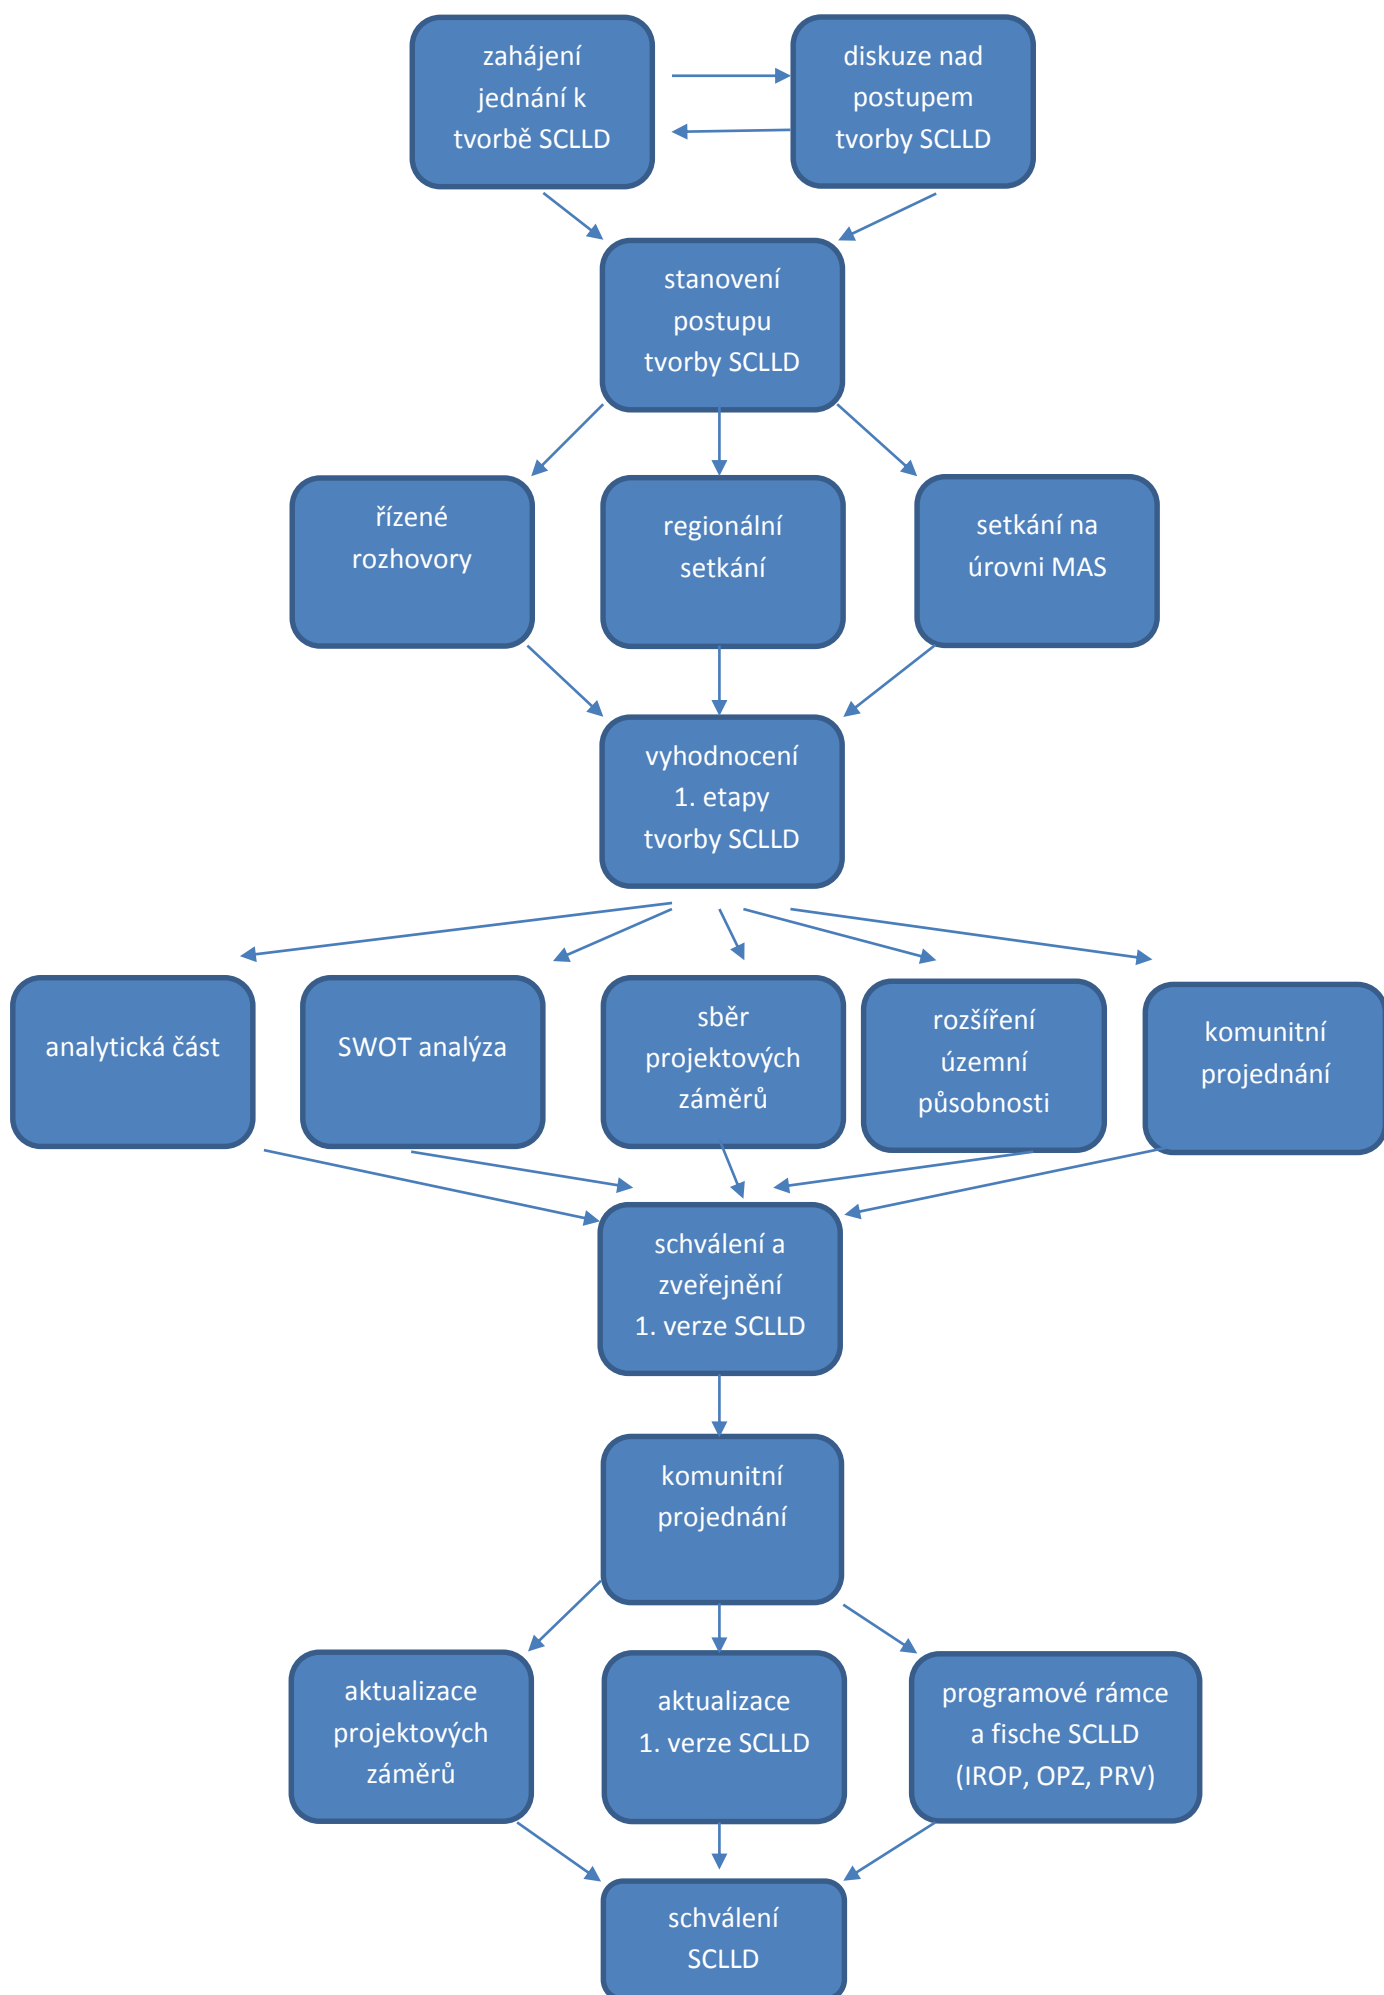 zahájení
jednání k
tvorbě SCLLD
diskuze nad
postupem
tvorby SCLLD
stanovení
postupu
tvorby SCLLD
řízené
rozhovory
regionální
setkání
setkání na
úrovni MAS
vyhodnocení
1. etapy
tvorby SCLLD
analytická část
SWOT analýza
sběr
projektových
záměrů
rozšíření
územní
působnosti
komunitní
projednání
schválení a
zveřejnění
1. verze SCLLD
komunitní
projednání
aktualizace
projektových
záměrů
aktualizace
1. verze SCLLD
programové rámce
a fische SCLLD
(IROP, OPZ, PRV)
schválení
SCLLD